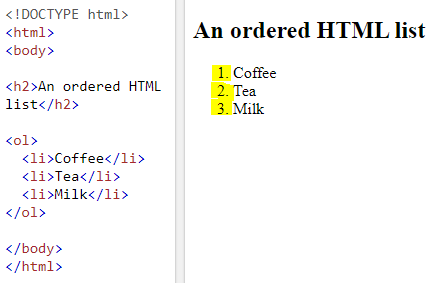 <!DOCTYPE html>
<html>
<body>
<h2>An ordered HTML
list</h2>
<ol>
<li>Coffee</li>
<li>Tea</li>
<li>Milk</li>
</ol>
</body>
</html>
An ordered HTML list
1. Coffee
2. Tea
3. Milk